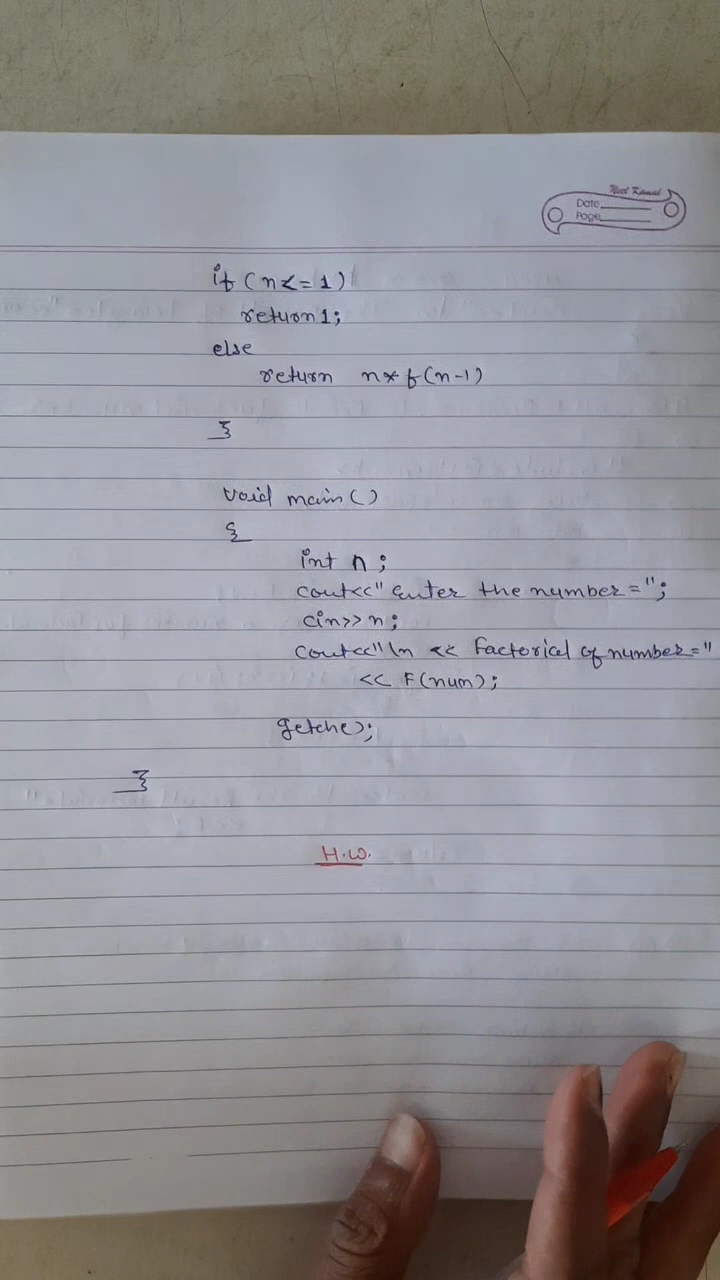 Neel Kamal
Date
Page
if (n<=1)
return 1;
else
return n* f(n-1)
}
void main()
{
int n;
cout<<" Enter the number=";
cin>>n;
cout<<"\n << Factorial of number="
<< F(num);
getche();
}
H.W.